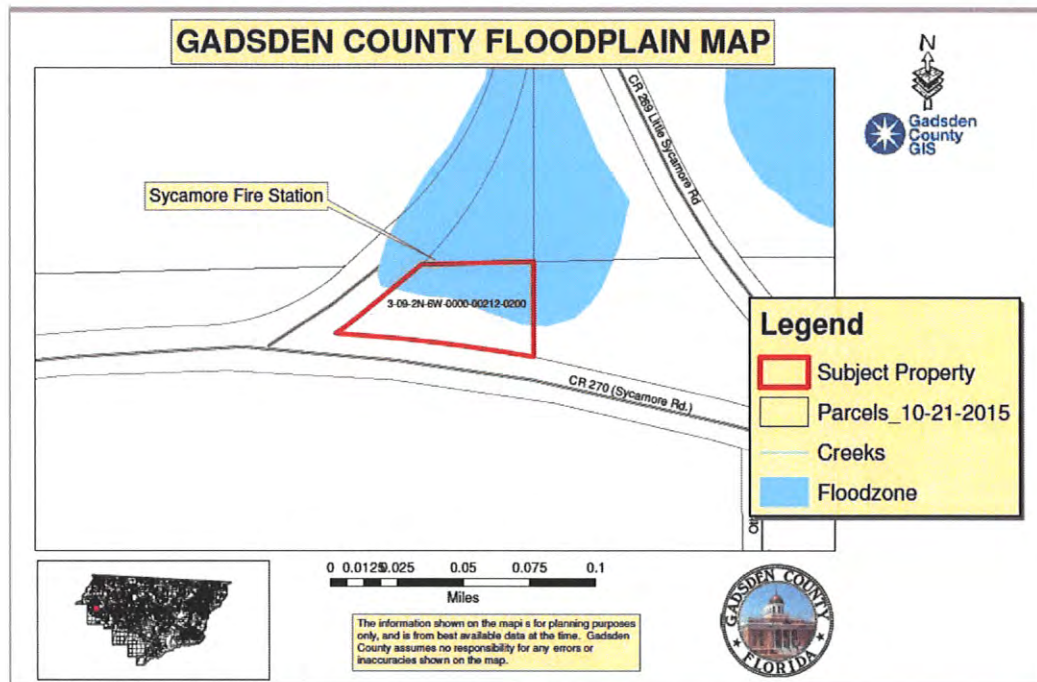 GADSDEN COUNTY FLOODPLAIN MAP
N
Gadsden
County
GIS
CR 269 Little Sycamore Rd
Sycamore Fire Station
3-09-2N-6W-0000-00212-0200
CR 270 (Sycamore Rd.)
Legend
Subject Property
Parcels_10-21-2015
Creeks
Floodzone
0 0.0125 0.025 0.05 0.075 0.1
Miles
The information shown on the mapi s for planning purposes
only, and is from best available data at the time. Gadsden
County assumes no responsibility for any errors or
inaccuracies shown on the map.
GADSDEN COUNTY
FLORIDA